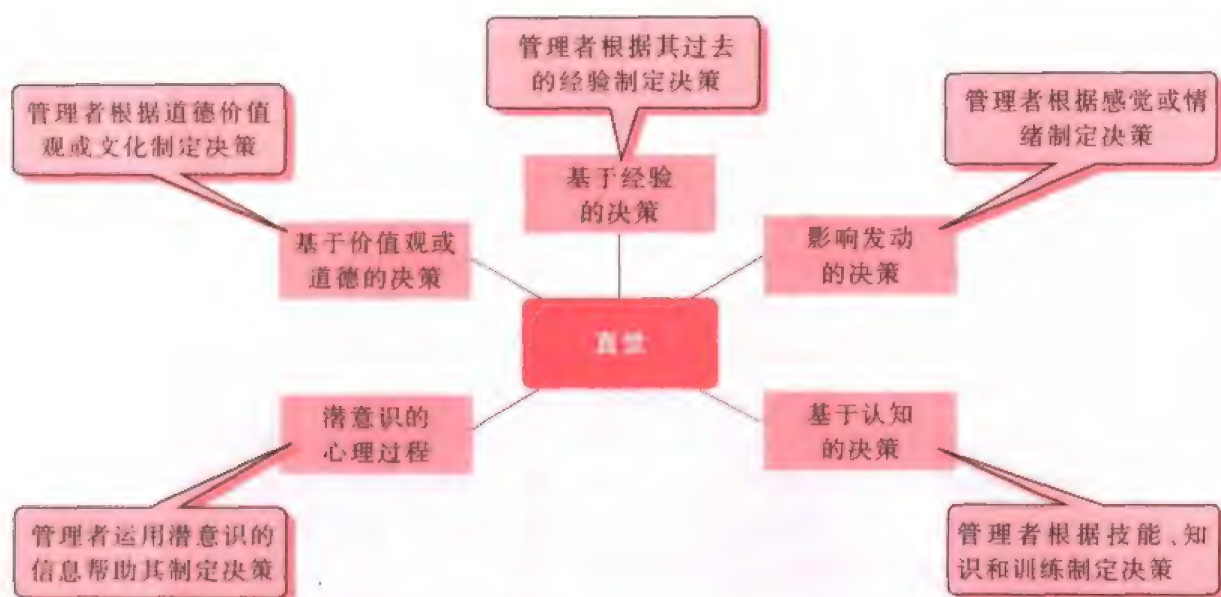 管理者根据其过去
的经验制定决策
管理者根据道德价值
观或文化制定决策
管理者根据感觉或情
绪制定决策
基于经验
的决策
基于价值观或
道德的决策
影响发动
的决策
直觉
潜意识的
心理过程
基于认知
的决策
管理者运用潜意识的
信息帮助其制定决策
管理者根据技能、知
识和训练制定决策